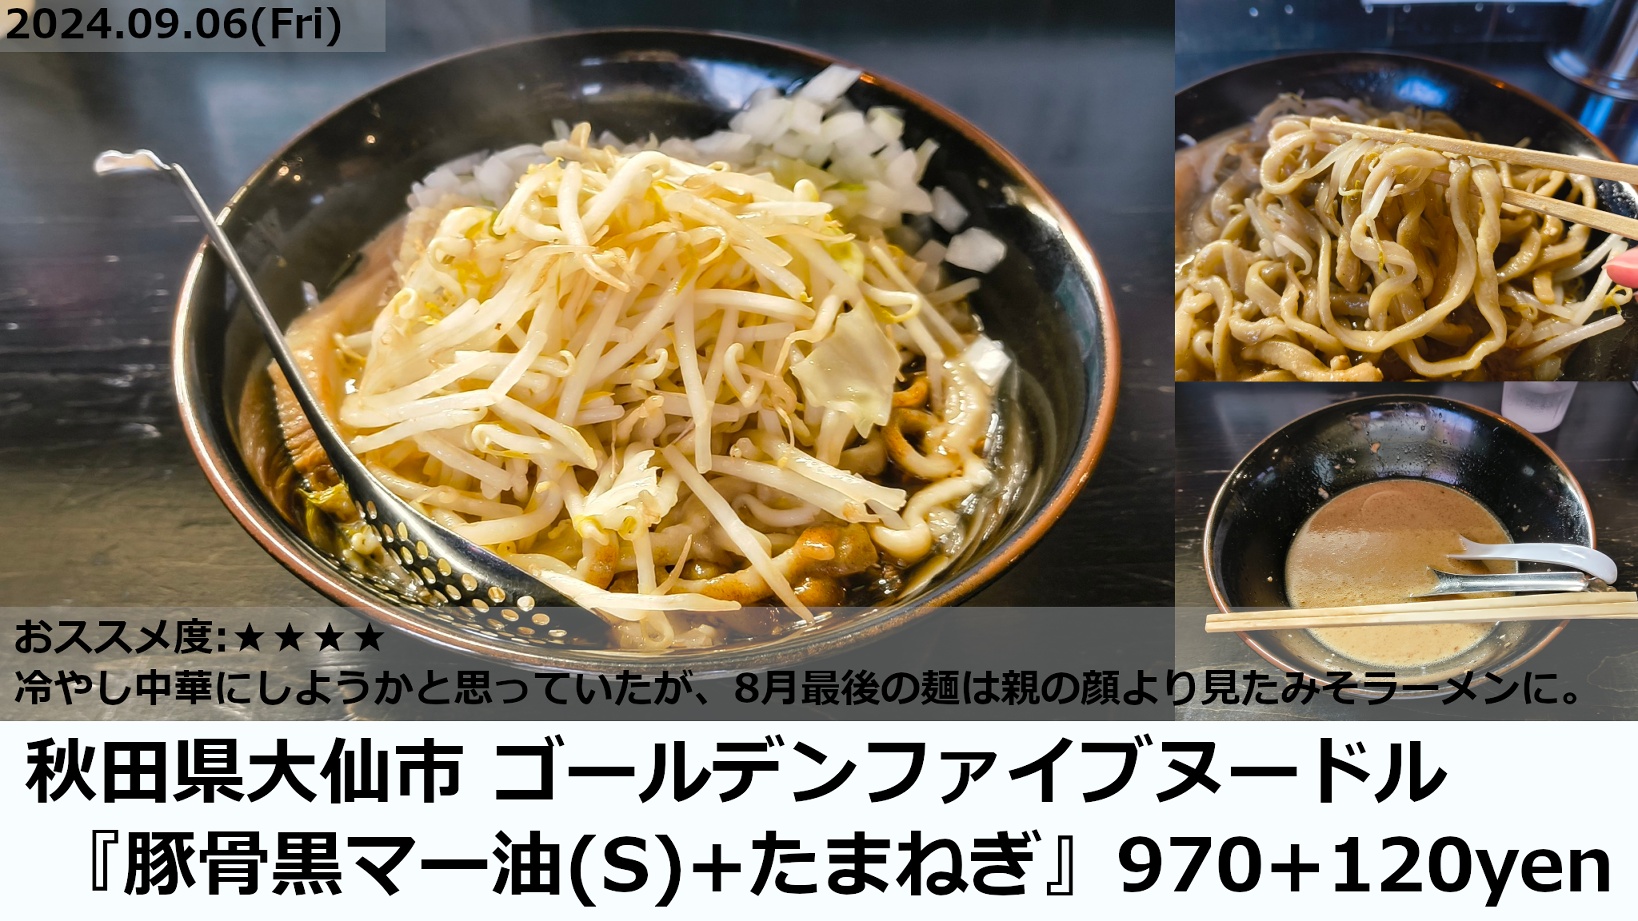 2024.09.06(Fri)
おススメ度:★★★★
冷やし中華にしようかと思っていたが、8月最後の麺は親の顔より見たみそラーメンに。
秋田県大仙市 ゴールデンファイブヌードル
『豚骨黒マー油(S)+たまねぎ』970+120yen